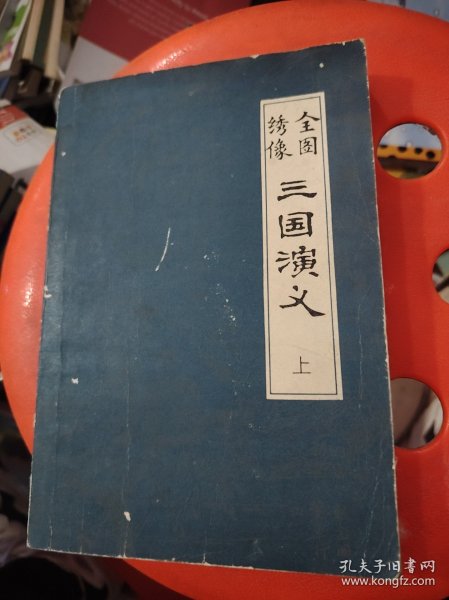 全图
绣像
三国演义
上
孔夫子旧书网
www.kongfz.com